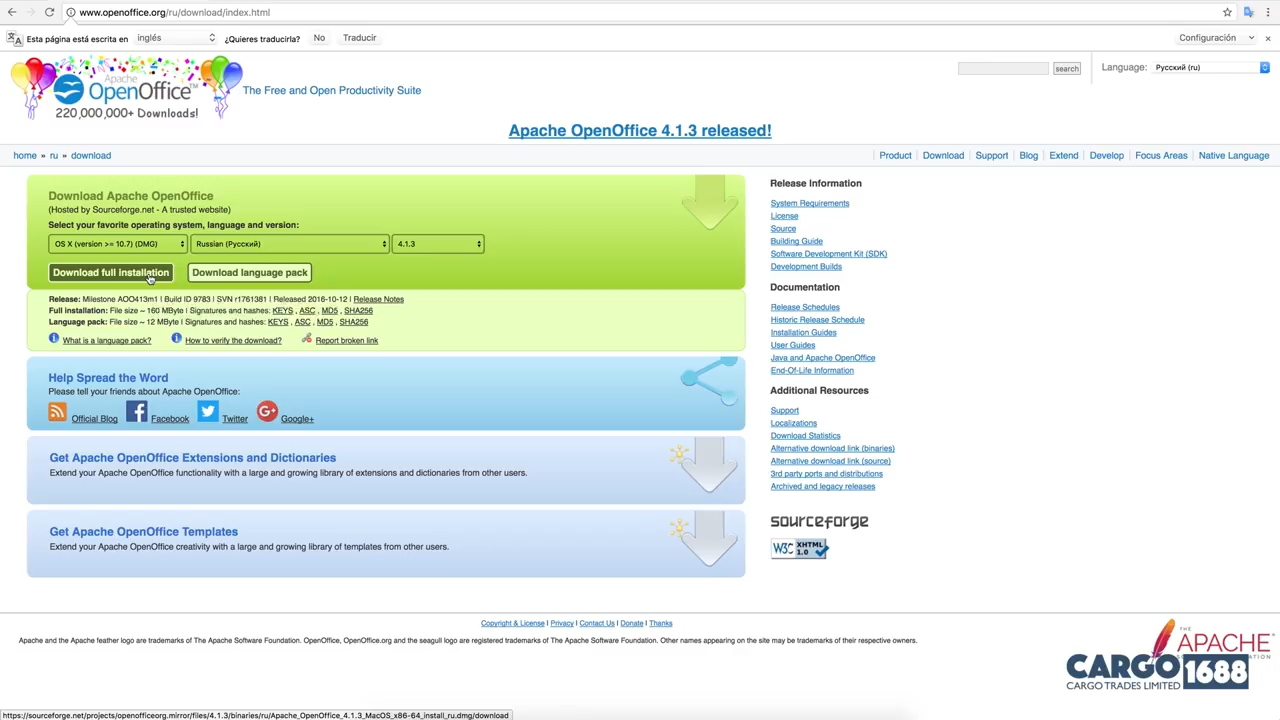 www.openoffice.org/ru/download/index.html
Esta página está escrita en inglés ¿Quieres traducirla? No Traducir Configuración
Apache
OpenOffice™
220,000,000+ Downloads!
The Free and Open Productivity Suite
search
Language: Русский (ru)
Apache OpenOffice 4.1.3 released!
home » ru » download
Product Download Support Blog Extend Develop Focus Areas Native Language
Download Apache OpenOffice
(Hosted by Sourceforge.net - A trusted website)
Select your favorite operating system, language and version:
OS X (version >= 10.7) (DMG) Russian (Русский) 4.1.3
Download full installation Download language pack
Release: Milestone AOO413m1 | Build ID 9783 | SVN r1761381 | Released 2016-10-12 | Release Notes
Full installation: File size ~ 160 MByte | Signatures and hashes: KEYS , ASC , MD5 , SHA256
Language pack: File size ~ 12 MByte | Signatures and hashes: KEYS , ASC , MD5 , SHA256
What is a language pack? How to verify the download? Report broken link
Help Spread the Word
Please tell your friends about Apache OpenOffice:
Official Blog Facebook Twitter Google+
Get Apache OpenOffice Extensions and Dictionaries
Extend your Apache OpenOffice functionality with a large and growing library of extensions and dictionaries from other users.
Get Apache OpenOffice Templates
Extend your Apache OpenOffice creativity with a large and growing library of templates from other users.
Release Information
System Requirements
License
Source
Building Guide
Software Development Kit (SDK)
Development Builds
Documentation
Release Schedules
Historic Release Schedule
Installation Guides
User Guides
Java and Apache OpenOffice
End-Of-Life Information
Additional Resources
Support
Localizations
Download Statistics
Alternative download link (binaries)
Alternative download link (source)
3rd party ports and distributions
Archived and legacy releases
sourceforge
W3C XHTML 1.0
Copyright & License | Privacy | Contact Us | Donate | Thanks
Apache and the Apache feather logo are trademarks of The Apache Software Foundation. OpenOffice, OpenOffice.org and the seagull logo are registered trademarks of The Apache Software Foundation. Other names appearing on the site may be trademarks of their respective owners.
THE
APACHE
CARGO 1688
CARGO TRADES LIMITED
https://sourceforge.net/projects/openofficeorg.mirror/files/4.1.3/binaries/ru/Apache_OpenOffice_4.1.3_MacOS_x86-64_install_ru.dmg/download